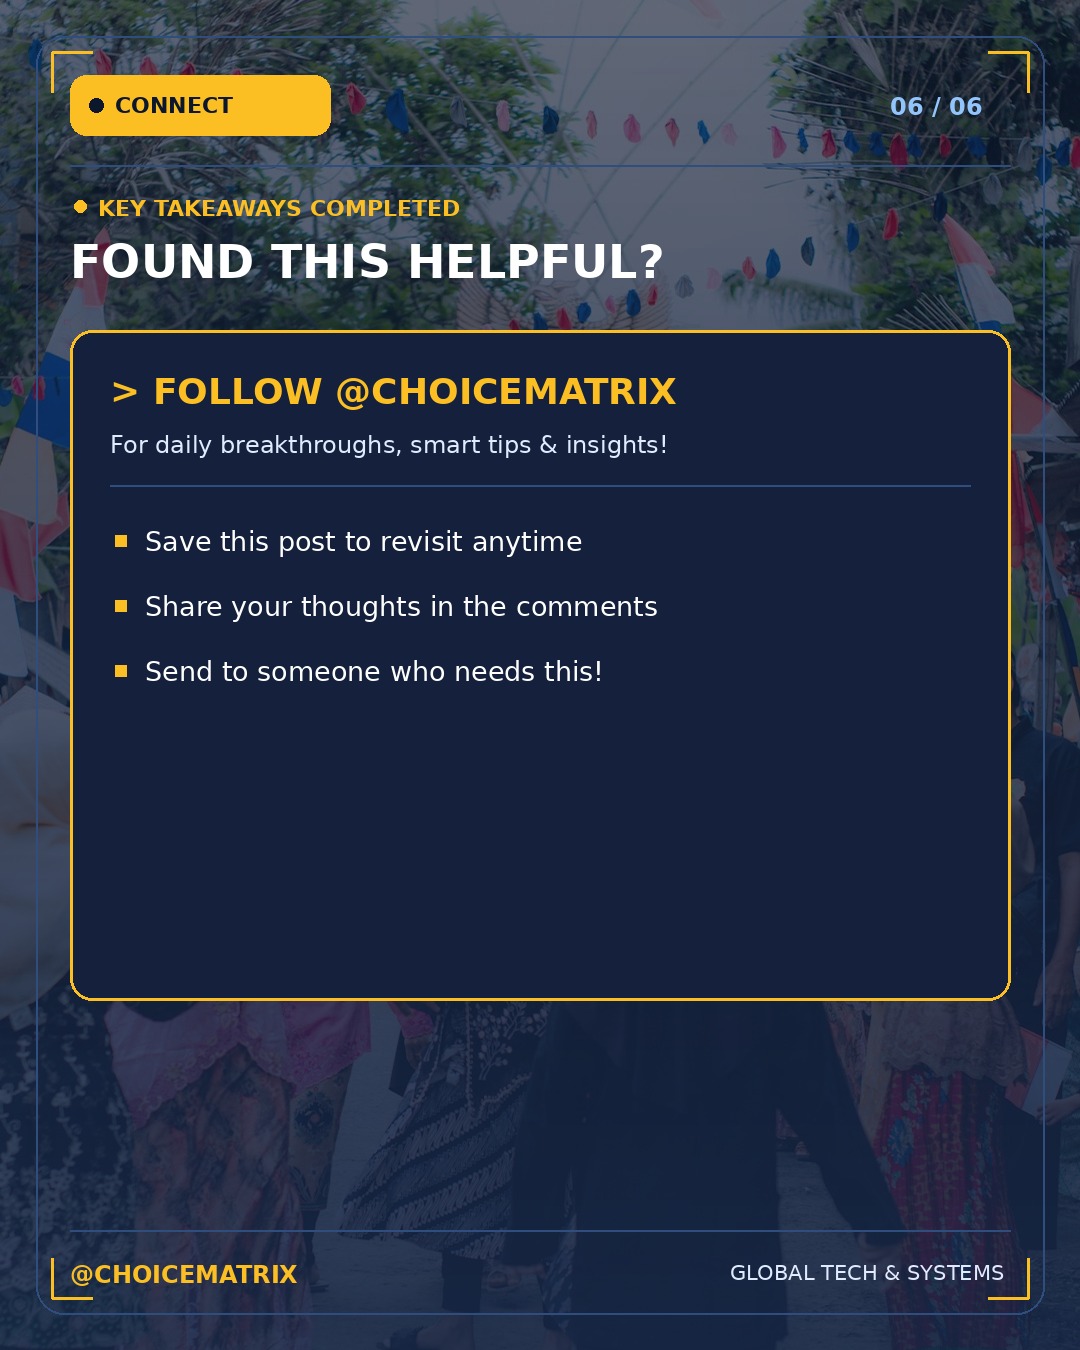 CONNECT
06 / 06
KEY TAKEAWAYS COMPLETED
FOUND THIS HELPFUL?
> FOLLOW @CHOICEMATRIX
For daily breakthroughs, smart tips & insights!
Save this post to revisit anytime
Share your thoughts in the comments
Send to someone who needs this!
@CHOICEMATRIX
GLOBAL TECH & SYSTEMS